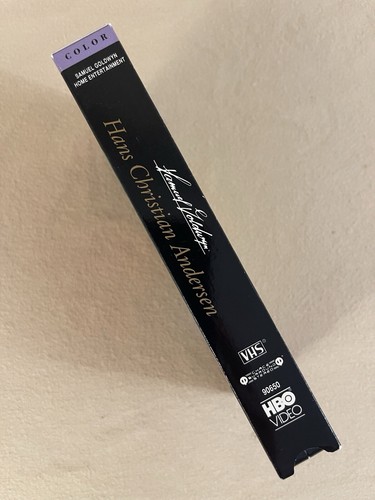 COLOR
SAMUEL GOLDWYN
HOME ENTERTAINMENT
Samuel Goldwyn
Hans Christian Andersen
VHS
90650
HBO
VIDEO